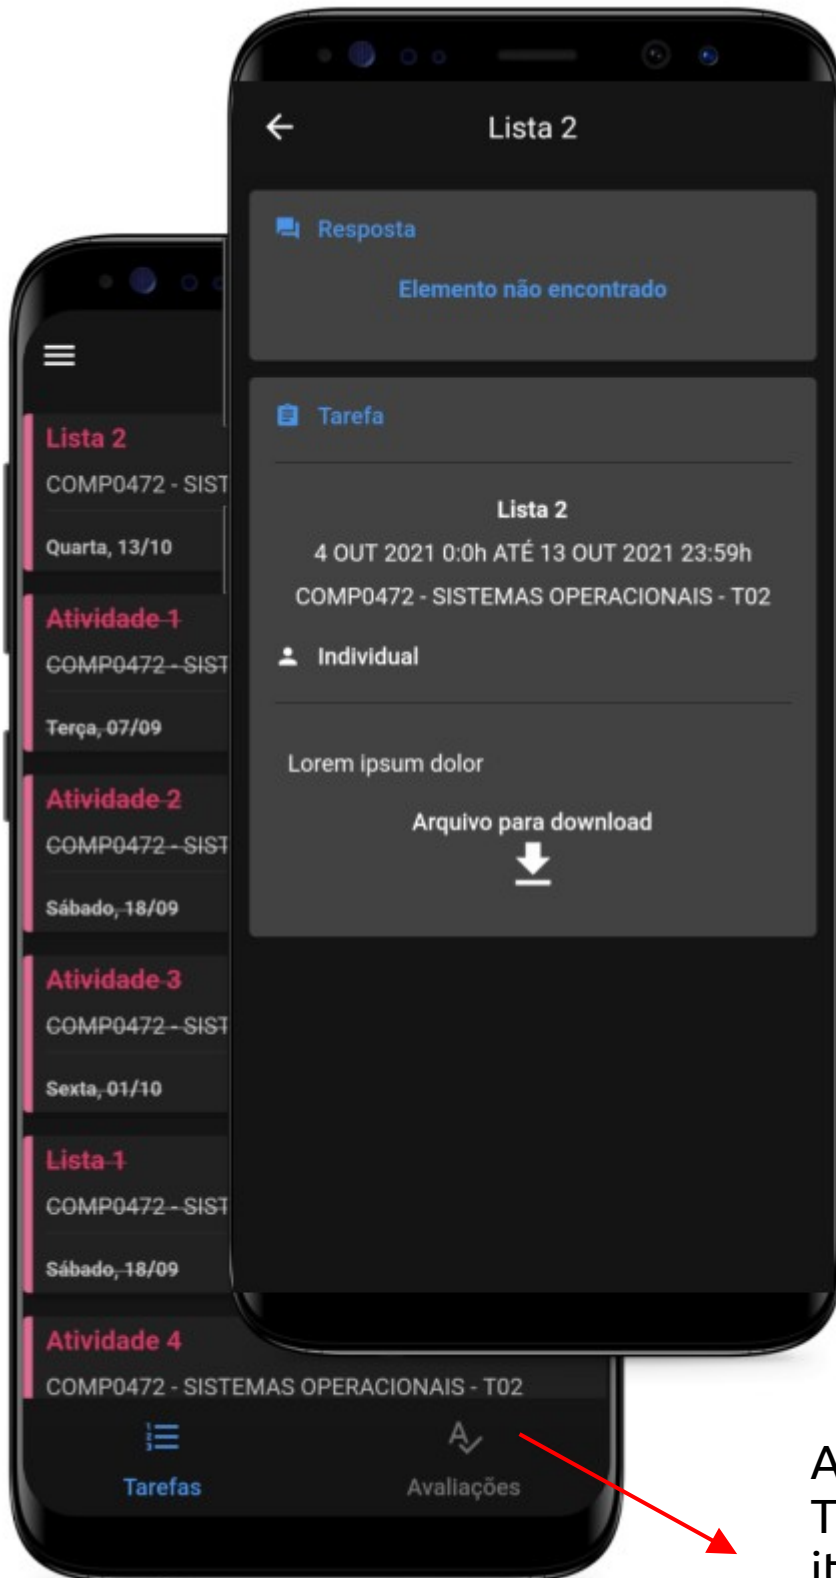 Lista 2
Resposta
Elemento não encontrado
Tarefa
Lista 2
4 OUT 2021 0:0h ATÉ 13 OUT 2021 23:59h
COMP0472 - SISTEMAS OPERACIONAIS - T02
Individual
Lorem ipsum dolor
Arquivo para download
Lista 2
COMP0472 - SIST
Quarta, 13/10
Atividade 1
COMP0472 - SIST
Terça, 07/09
Atividade 2
COMP0472 - SIST
Sábado, 18/09
Atividade 3
COMP0472 - SIST
Sexta, 01/10
Lista 1
COMP0472 - SIST
Sábado, 18/09
Atividade 4
COMP0472 - SISTEMAS OPERACIONAIS - T02
Tarefas
Avaliações